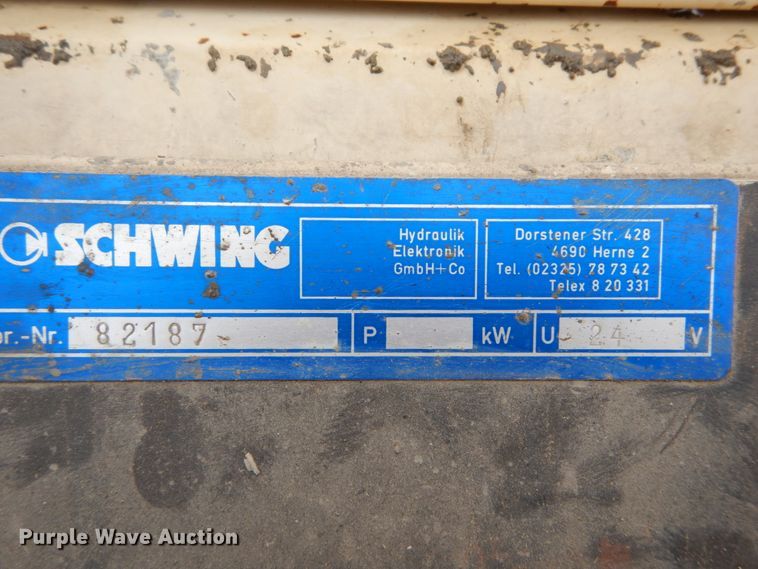 SCHWING
Hydraulik
Elektronik
GmbH+Co
Dorstener Str. 428
4690 Herne 2
Tel. (02325) 78 73 42
Telex 8 20 331
r.-Nr. 82187 P kW U 24 V
Purple Wave Auction